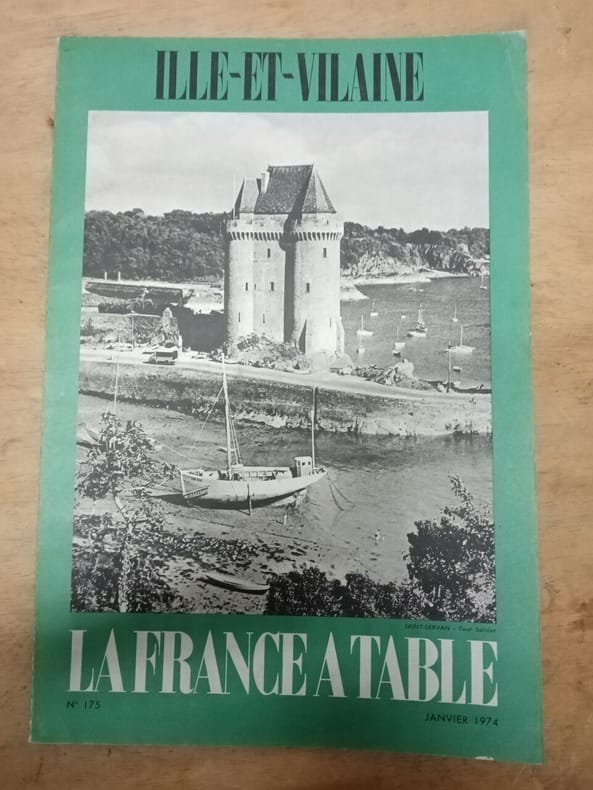 ILLE-ET-VILAINE
SAINT-SERVAN - Tour Solidor
LA FRANCE A TABLE
N° 175
JANVIER 1974